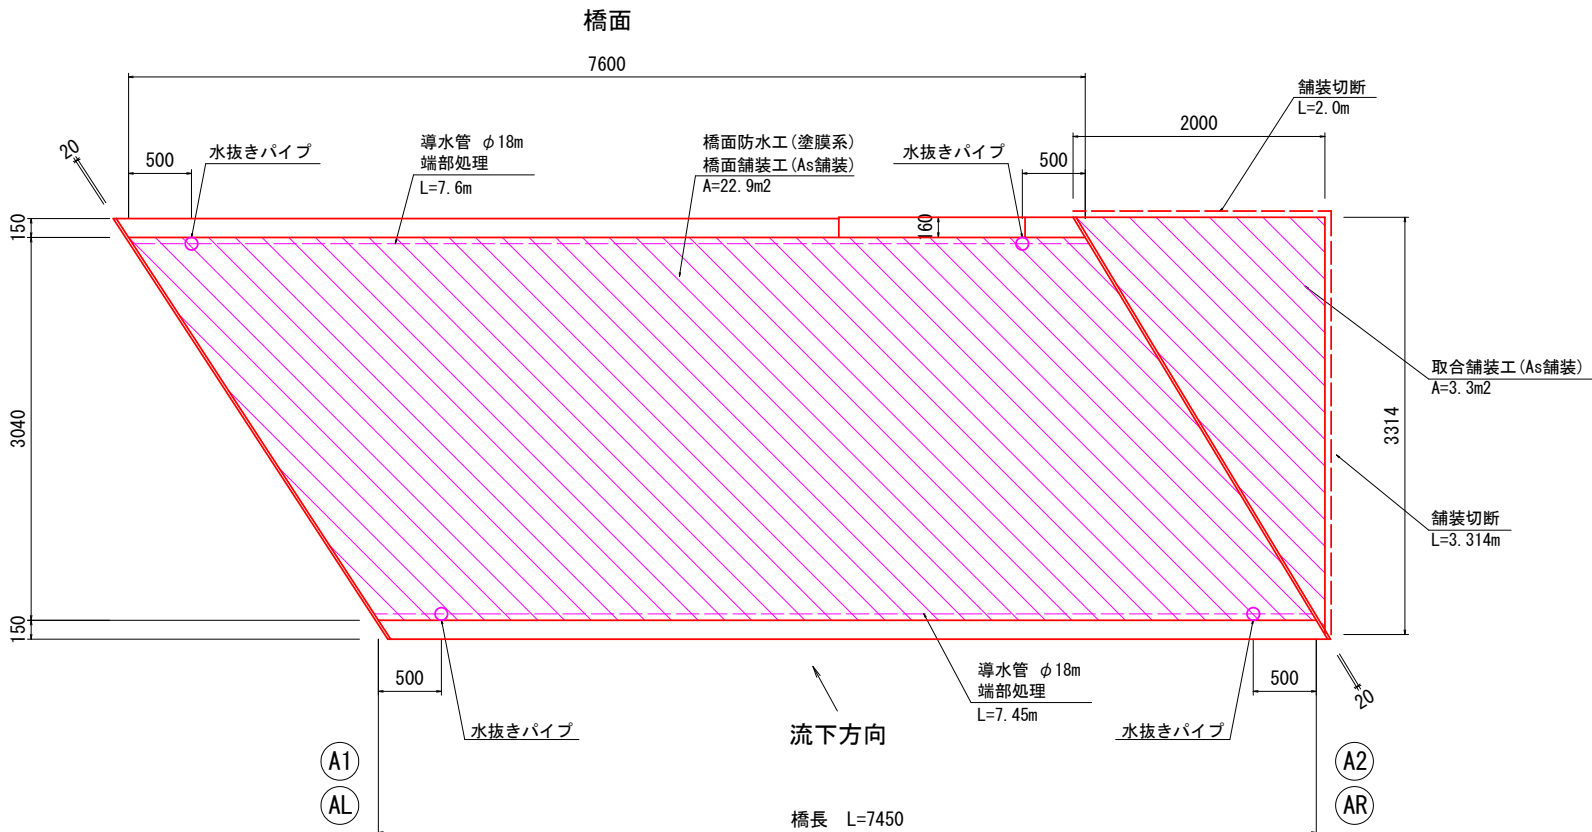 橋面
7600
舗装切断
L=2.0m
2000
20
500
水抜きパイプ
導水管 φ18m
端部処理
L=7.6m
橋面防水工(塗膜系)
橋面舗装工(As舗装)
A=22.9m2
水抜きパイプ
500
150
160
3040
取合舗装工(As舗装)
A=3.3m2
3314
舗装切断
L=3.314m
150
500
水抜きパイプ
流下方向
導水管 φ18m
端部処理
L=7.45m
水抜きパイプ
500
20
A1
AL
A2
AR
橋長 L=7450